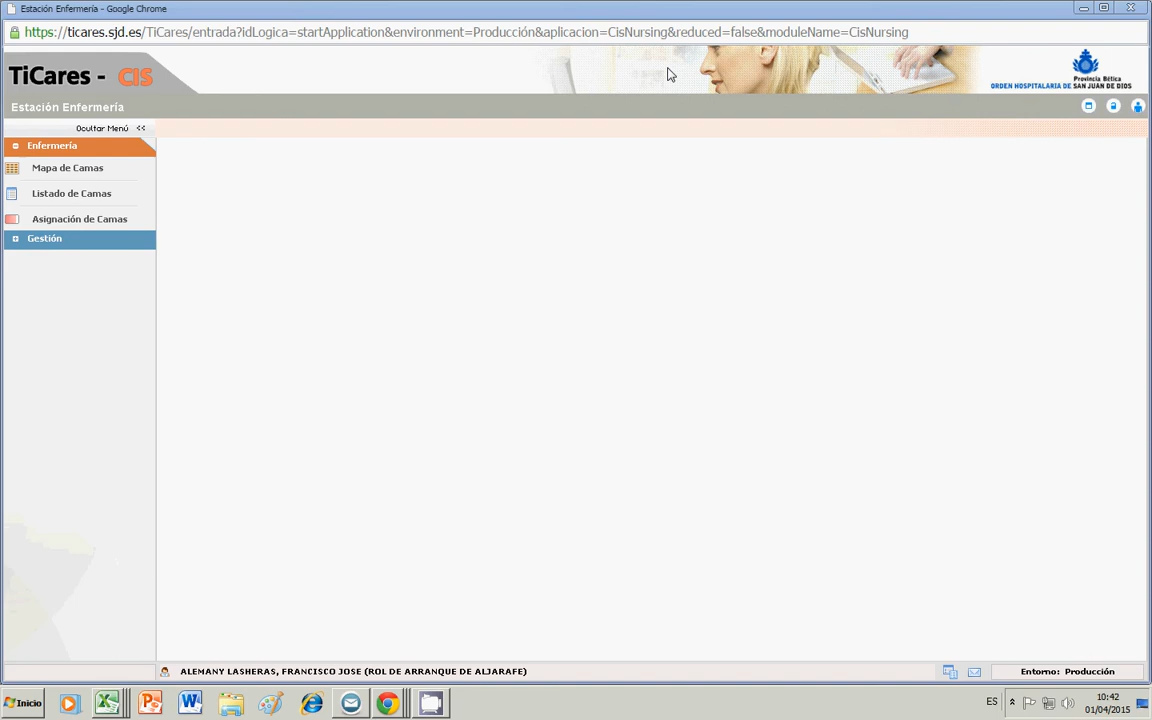 Estación Enfermería - Google Chrome
https://ticares.sjd.es/TiCares/entrada?idLogica=startApplication&environment=Producción&aplicacion=CisNursing&reduced=false&moduleName=CisNursing
TiCares - CIS
Provincia Bética
ORDEN HOSPITALARIA DE SAN JUAN DE DIOS
Estación Enfermería
Ocultar Menú <<
Enfermería
Mapa de Camas
Listado de Camas
Asignación de Camas
Gestión
ALEMANY LASHERAS, FRANCISCO JOSE (ROL DE ARRANQUE DE ALJARAFE)
Entorno: Producción
Inicio
ES
10:42
01/04/2015